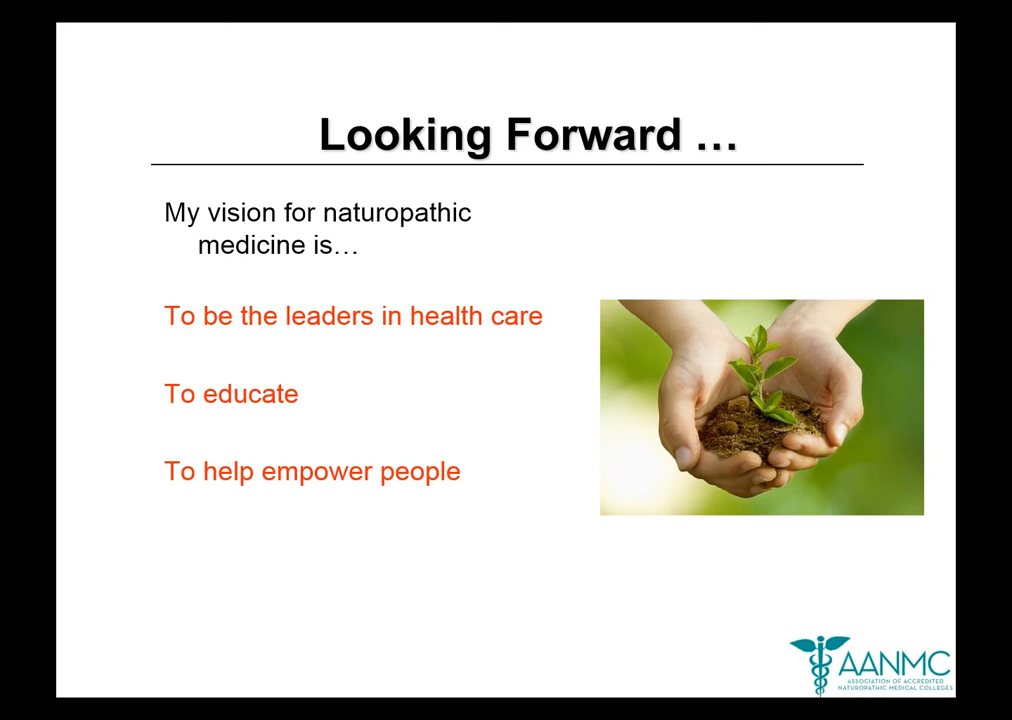 Looking Forward …
My vision for naturopathic
medicine is…
To be the leaders in health care
To educate
To help empower people
AANMC
ASSOCIATION OF ACCREDITED
NATUROPATHIC MEDICAL COLLEGES